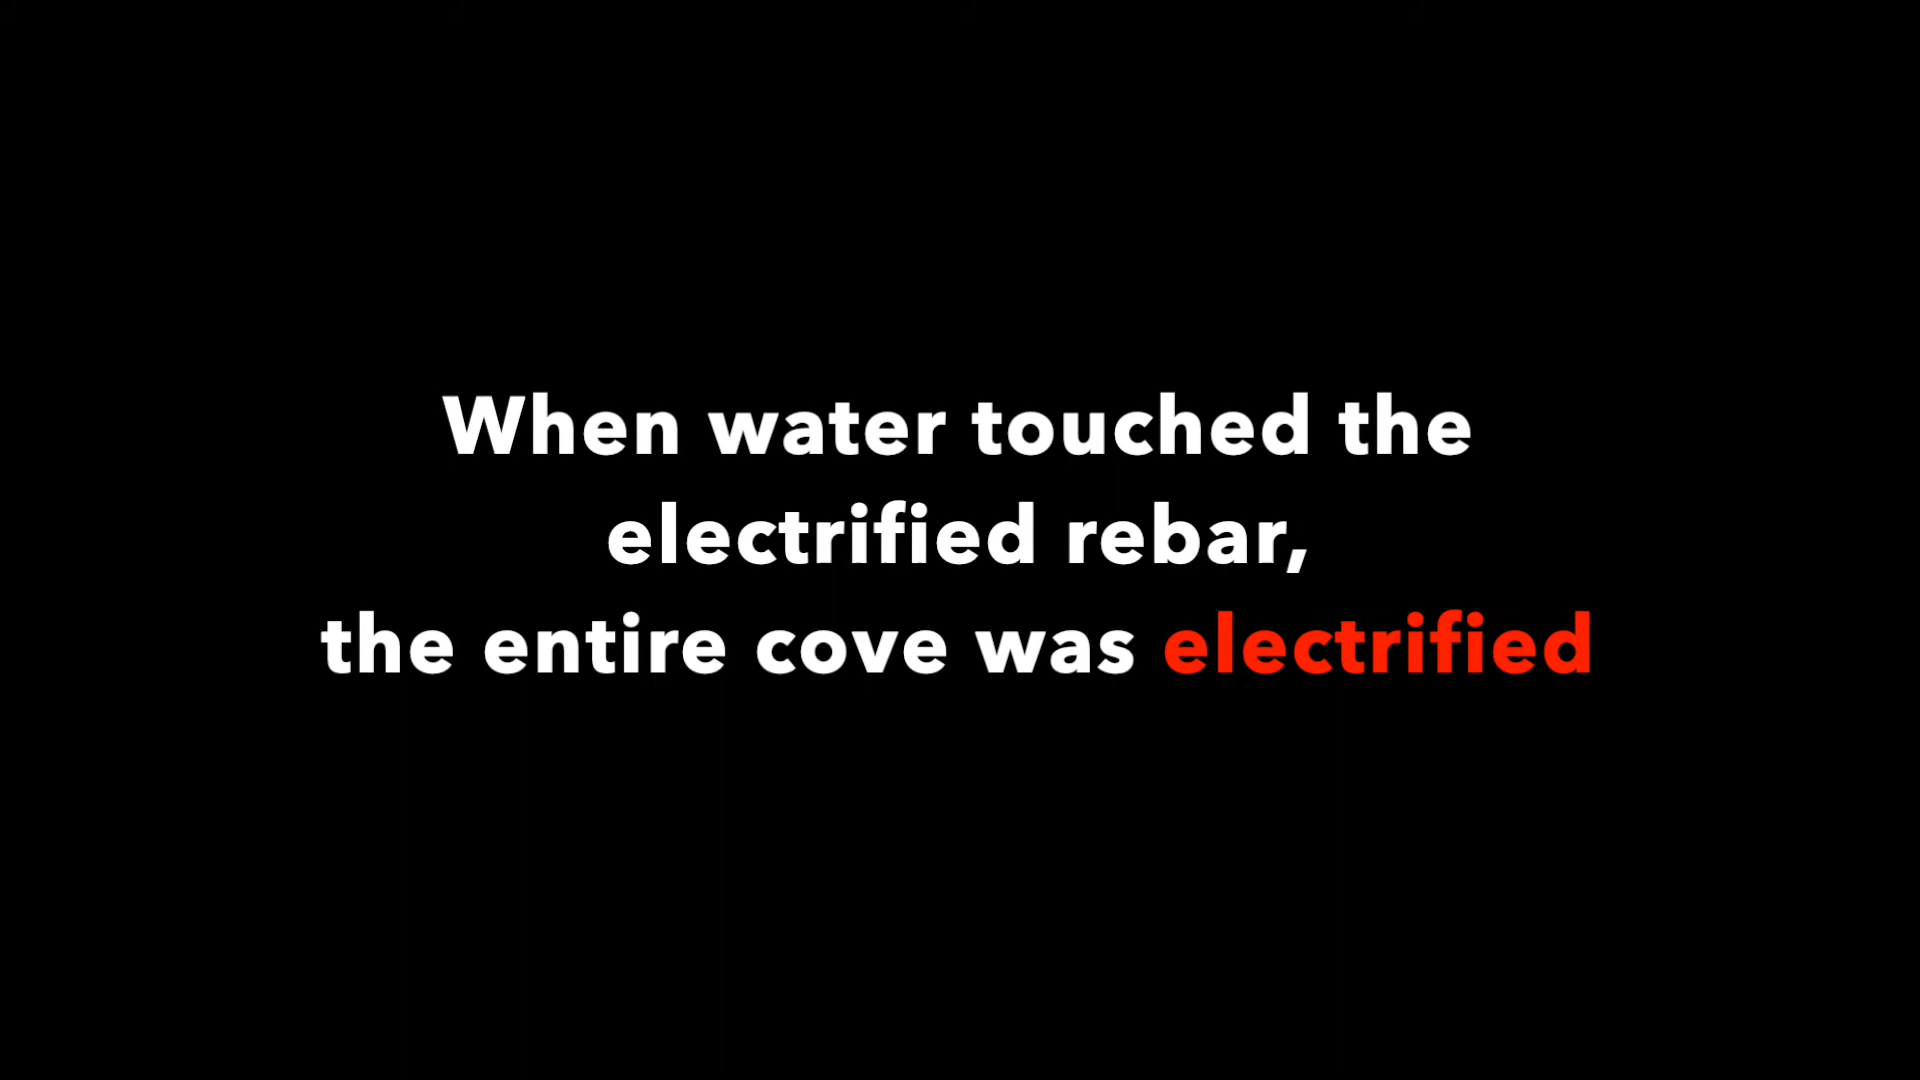 When water touched the
electrified rebar,
the entire cove was electrified